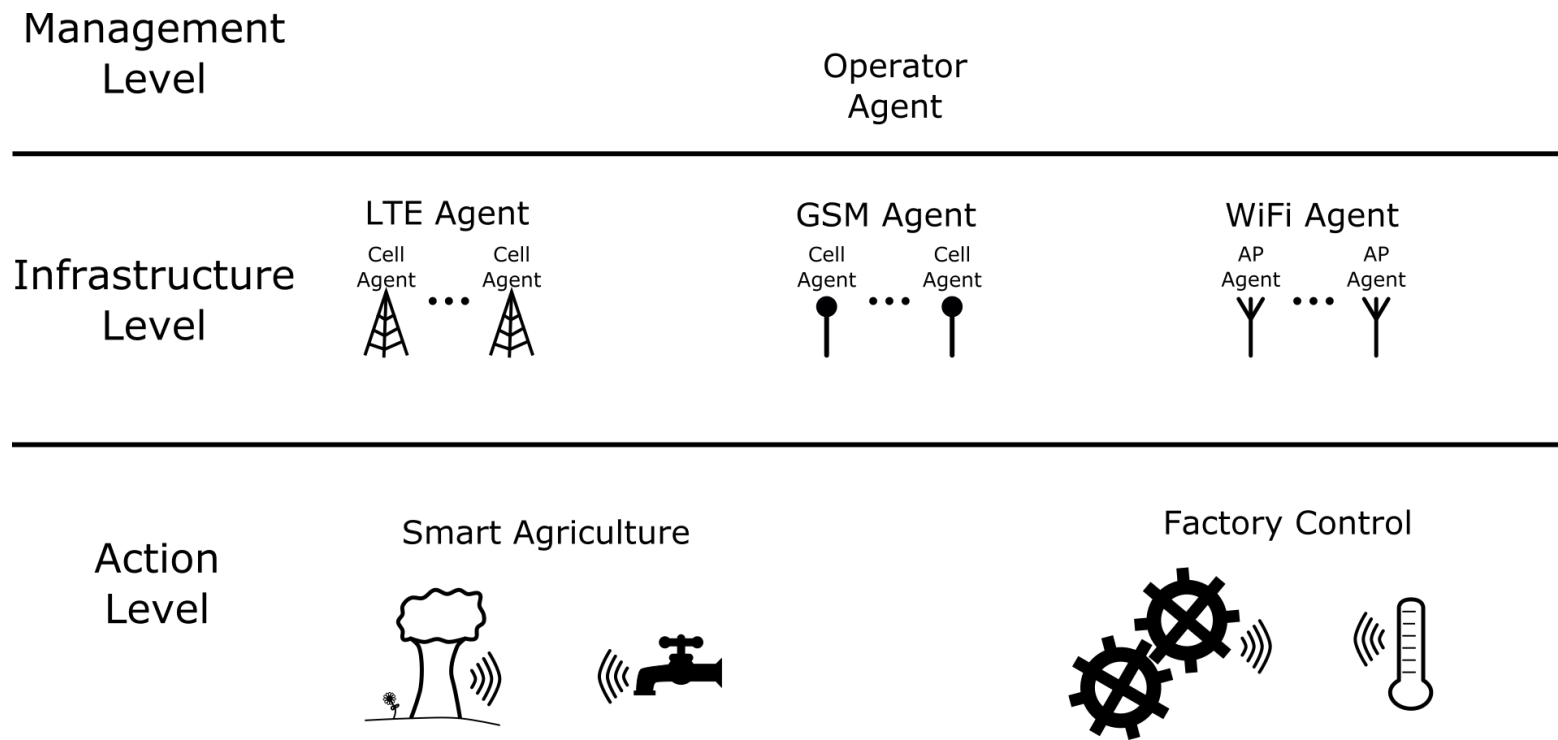 Management
Level
Operator
Agent
Infrastructure
Level
LTE Agent
Cell
Agent
Cell
Agent
GSM Agent
Cell
Agent
Cell
Agent
WiFi Agent
AP
Agent
AP
Agent
Action
Level
Smart Agriculture
Factory Control